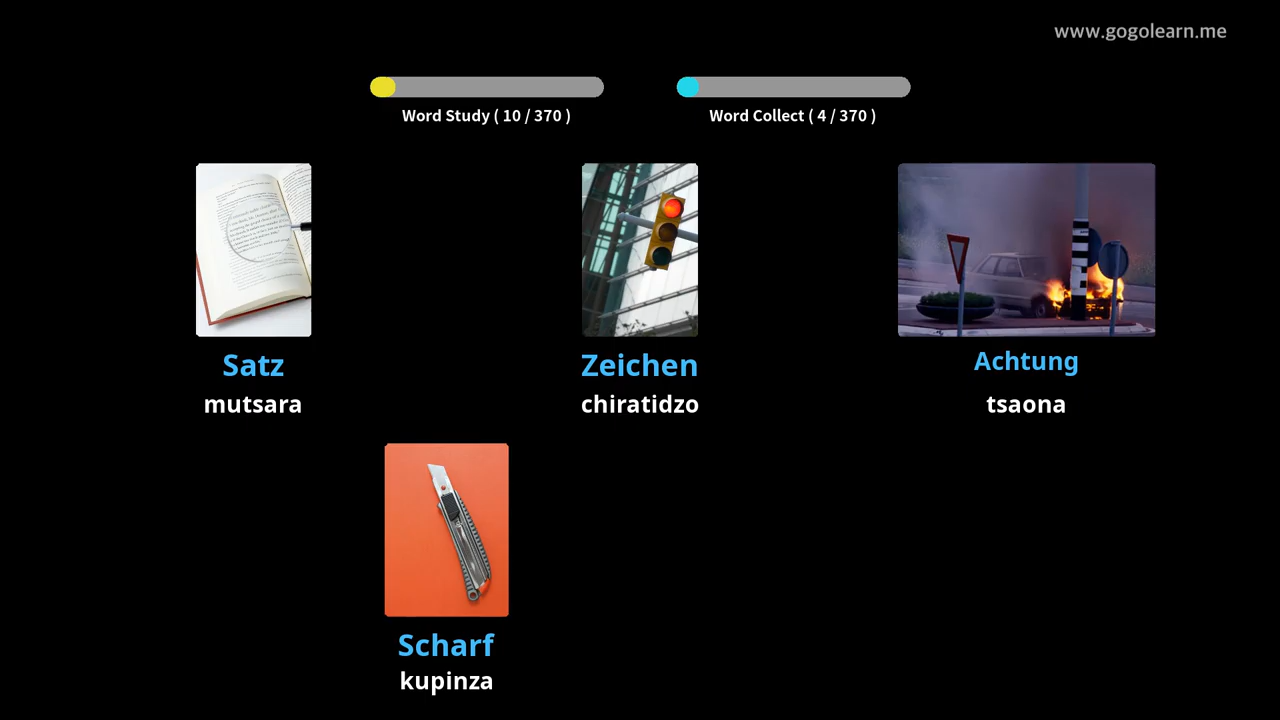 www.gogolearn.me
Word Study ( 10 / 370 )
Word Collect ( 4 / 370 )
Satz
mutsara
Zeichen
chiratidzo
Achtung
tsaona
Scharf
kupinza